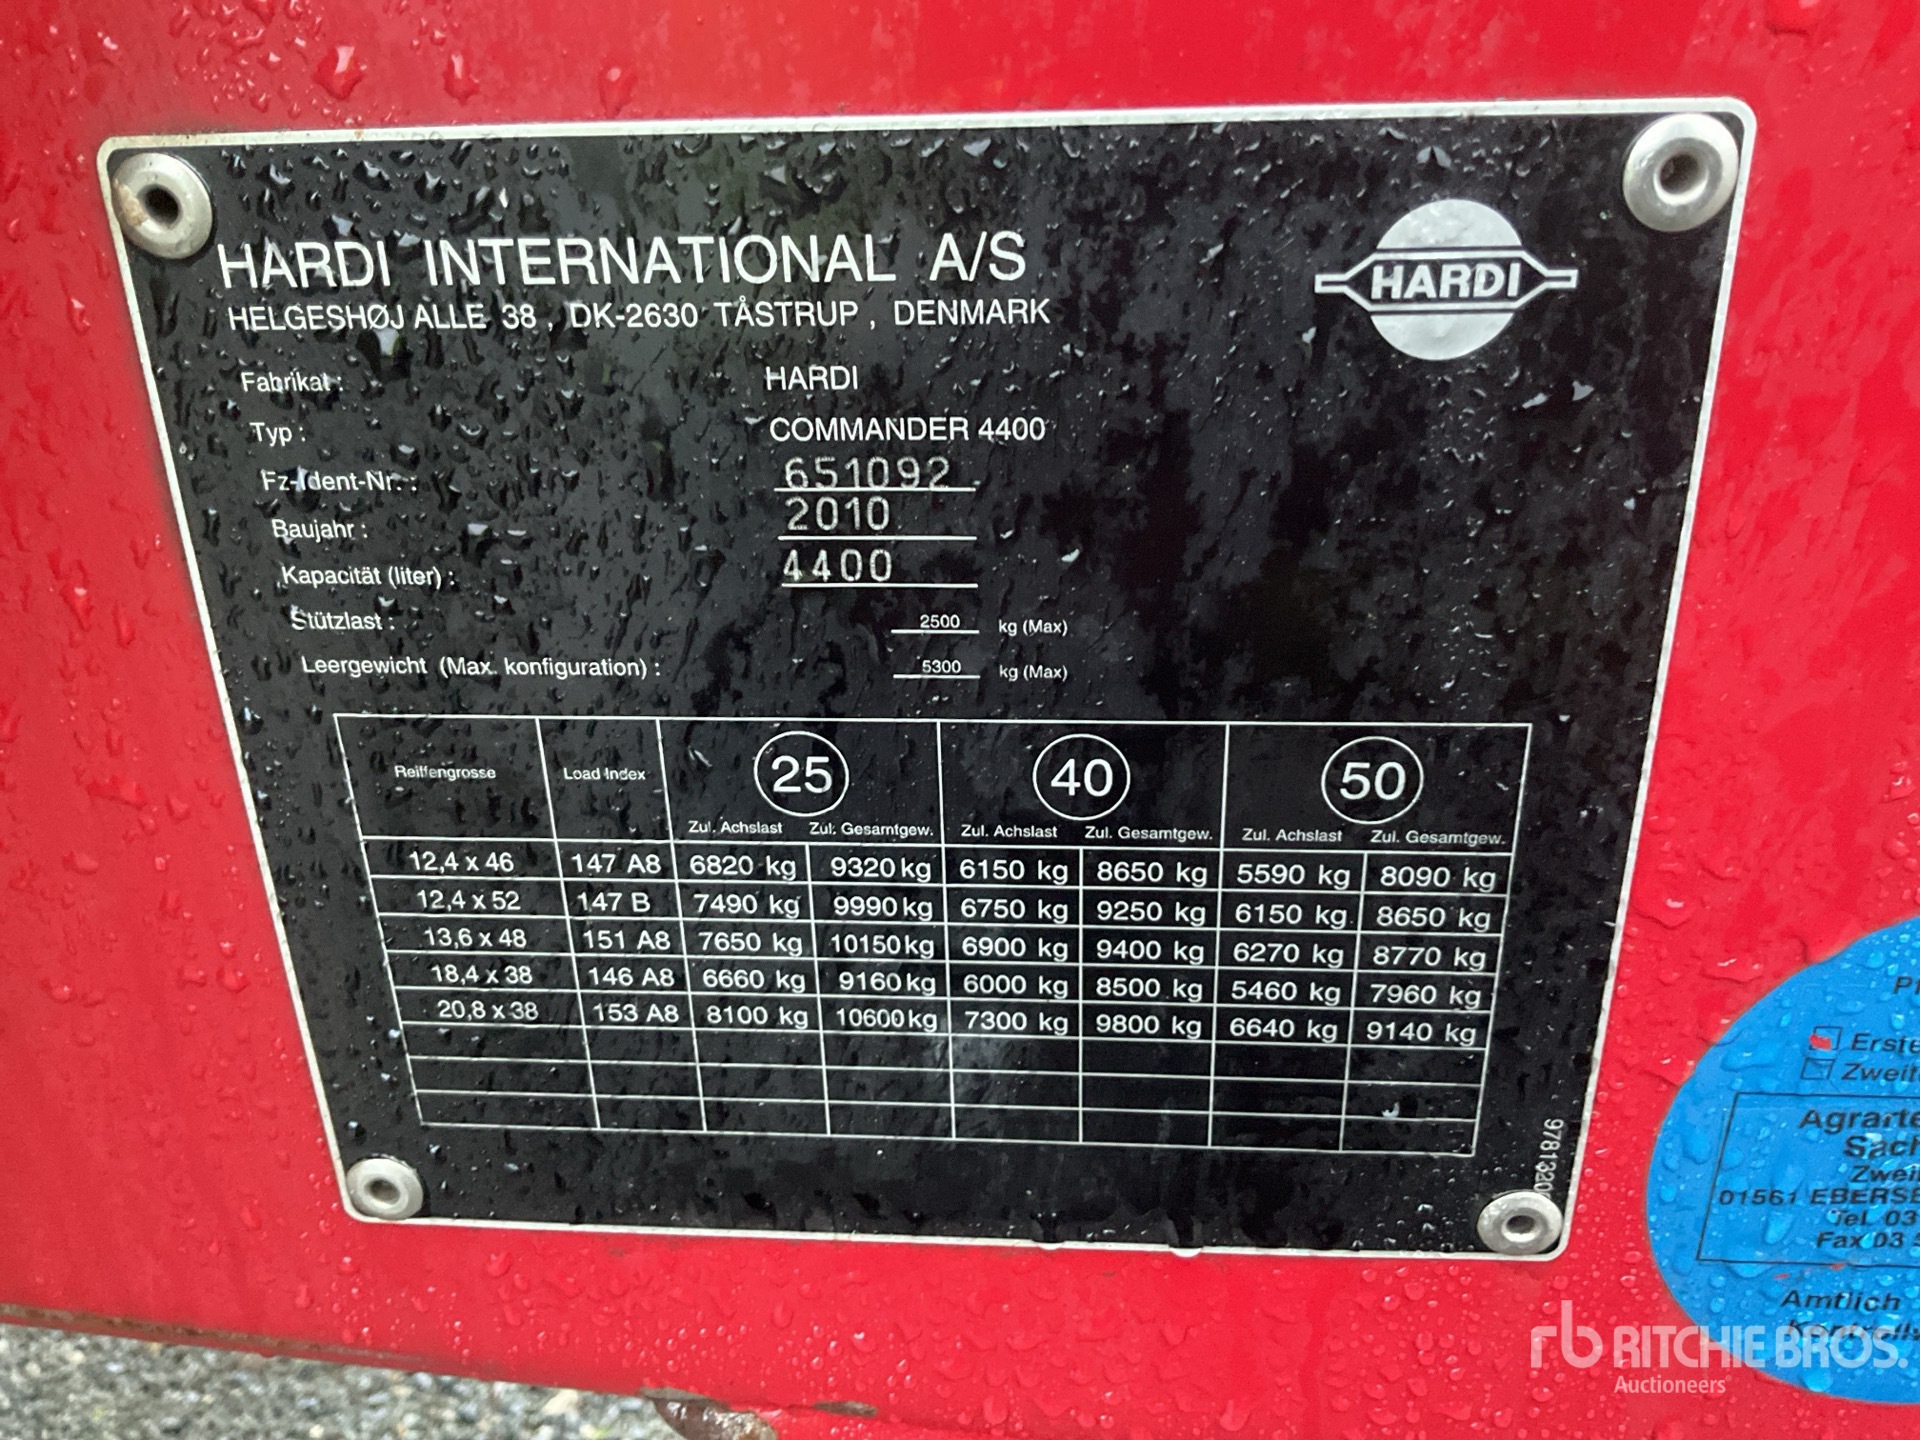 HARDI INTERNATIONAL A/S
HELGESHØJ ALLE 38 , DK-2630 TÅSTRUP , DENMARK
HARDI
Fabrikat : HARDI
Typ : COMMANDER 4400
Fz-Ident-Nr. : 651092
Baujahr : 2010
Kapacität (liter) : 4400
Stützlast : 2500 kg (Max)
Leergewicht (Max. konfiguration) : 5300 kg (Max)
Reiffengrosse Load Index 25 40 50
Zul. Achslast Zul. Gesamtgew. Zul. Achslast Zul. Gesamtgew. Zul. Achslast Zul. Gesamtgew.
12,4 x 46 147 A8 6820 kg 9320 kg 6150 kg 8650 kg 5590 kg 8090 kg
12,4 x 52 147 B 7490 kg 9990 kg 6750 kg 9250 kg 6150 kg 8650 kg
13,6 x 48 151 A8 7650 kg 10150 kg 6900 kg 9400 kg 6270 kg 8770 kg
18,4 x 38 146 A8 6660 kg 9160 kg 6000 kg 8500 kg 5460 kg 7960 kg
20,8 x 38 153 A8 8100 kg 10600 kg 7300 kg 9800 kg 6640 kg 9140 kg
Erste
Agrarte
Sach
01561 EBERSB
Tel. 03
Fax 03 5
Amtlich
rb RITCHIE BROS.
Auctioneers